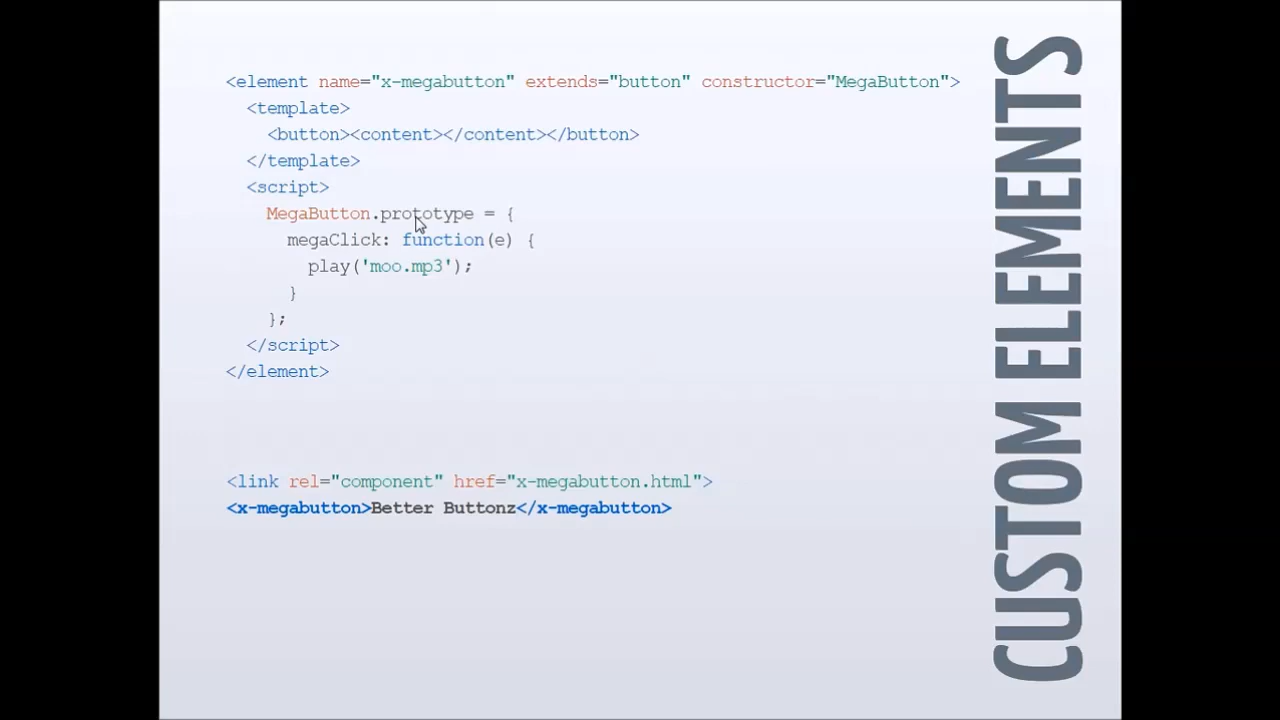 <element name="x-megabutton" extends="button" constructor="MegaButton">
<template>
<button><content></content></button>
</template>
<script>
MegaButton.prototype = {
megaClick: function(e) {
play('moo.mp3');
}
};
</script>
</element>
<link rel="component" href="x-megabutton.html">
<x-megabutton>Better Buttonz</x-megabutton>
CUSTOM ELEMENTS